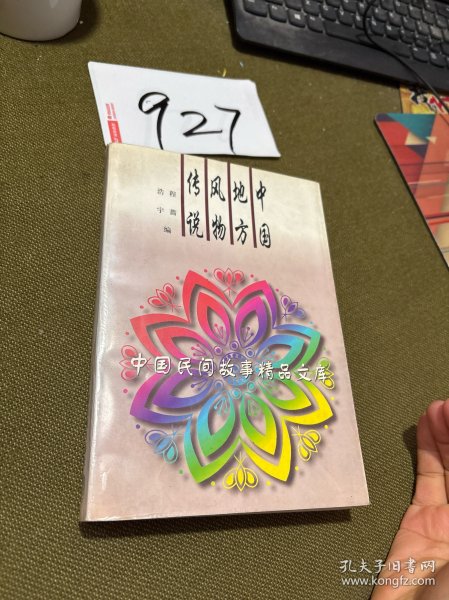 927
中国
地方
风物
传说
程蔷
浩宇
编
中国民间故事精品文库
孔夫子旧书网
www.kongfz.com